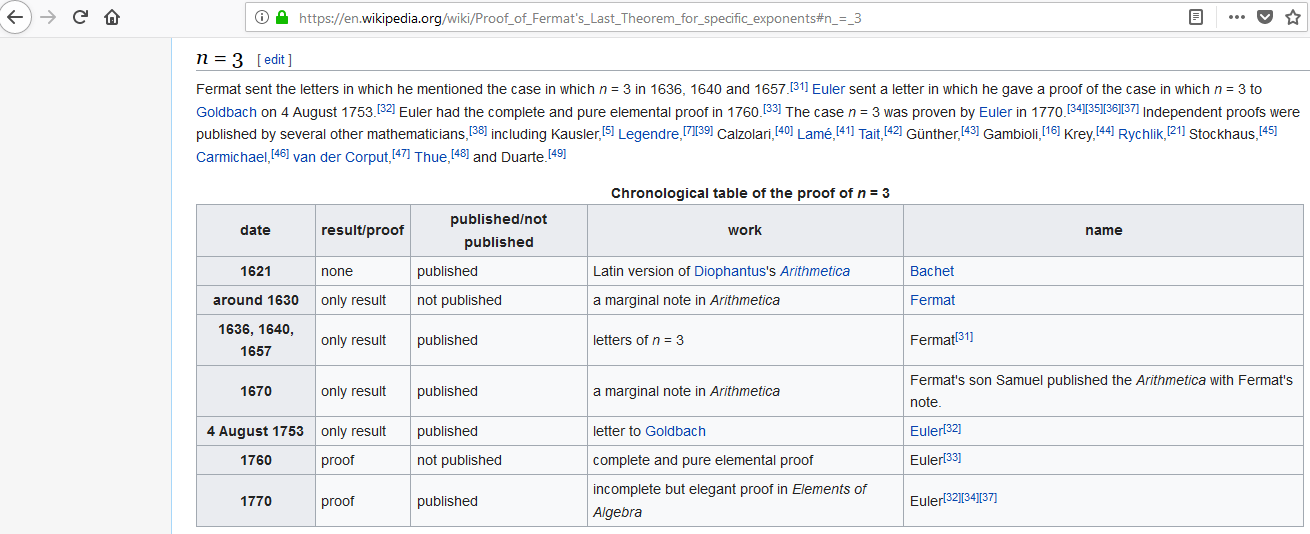 https://en.wikipedia.org/wiki/Proof_of_Fermat's_Last_Theorem_for_specific_exponents#n_=_3
n = 3 [ edit ]
Fermat sent the letters in which he mentioned the case in which n = 3 in 1636, 1640 and 1657.[31] Euler sent a letter in which he gave a proof of the case in which n = 3 to
Goldbach on 4 August 1753.[32] Euler had the complete and pure elemental proof in 1760.[33] The case n = 3 was proven by Euler in 1770.[34][35][36][37] Independent proofs were
published by several other mathematicians,[38] including Kausler,[5] Legendre,[7][39] Calzolari,[40] Lamé,[41] Tait,[42] Günther,[43] Gambioli,[16] Krey,[44] Rychlik,[21] Stockhaus,[45]
Carmichael,[46] van der Corput,[47] Thue,[48] and Duarte.[49]
Chronological table of the proof of n = 3
date result/proof published/not published work name
1621 none published Latin version of Diophantus's Arithmetica Bachet
around 1630 only result not published a marginal note in Arithmetica Fermat
1636, 1640, 1657 only result published letters of n = 3 Fermat[31]
1670 only result published a marginal note in Arithmetica Fermat's son Samuel published the Arithmetica with Fermat's note.
4 August 1753 only result published letter to Goldbach Euler[32]
1760 proof not published complete and pure elemental proof Euler[33]
1770 proof published incomplete but elegant proof in Elements of Algebra Euler[32][34][37]